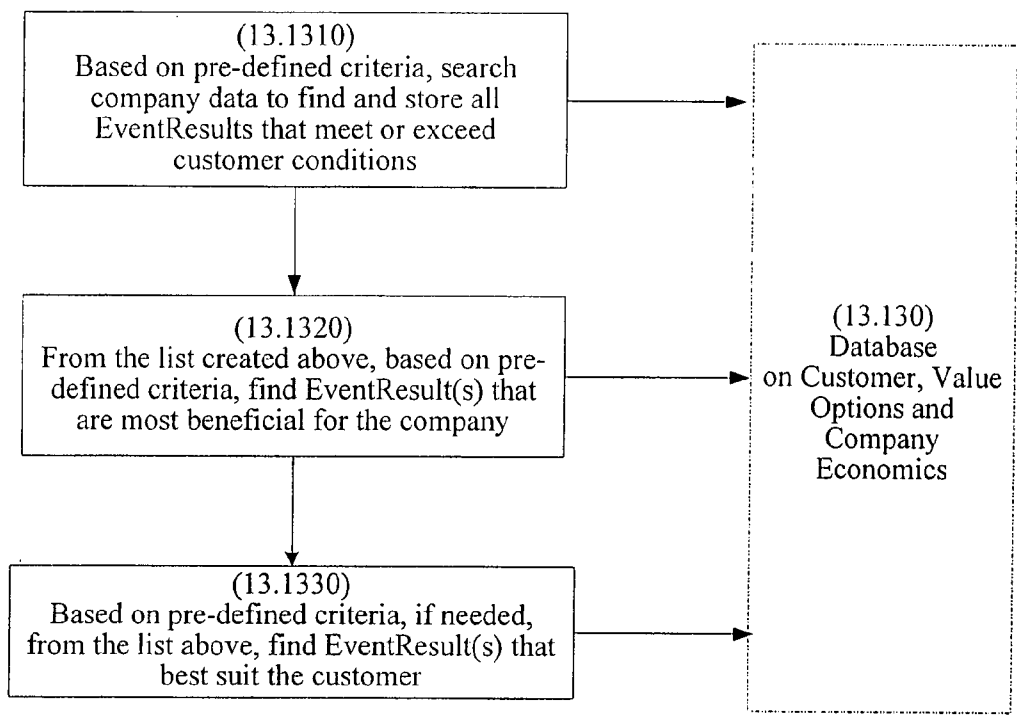 (13.1310)
Based on pre-defined criteria, search
company data to find and store all
EventResults that meet or exceed
customer conditions
(13.1320)
From the list created above, based on pre-
defined criteria, find EventResult(s) that
are most beneficial for the company
(13.1330)
Based on pre-defined criteria, if needed,
from the list above, find EventResult(s) that
best suit the customer
(13.130)
Database
on Customer, Value
Options and
Company
Economics